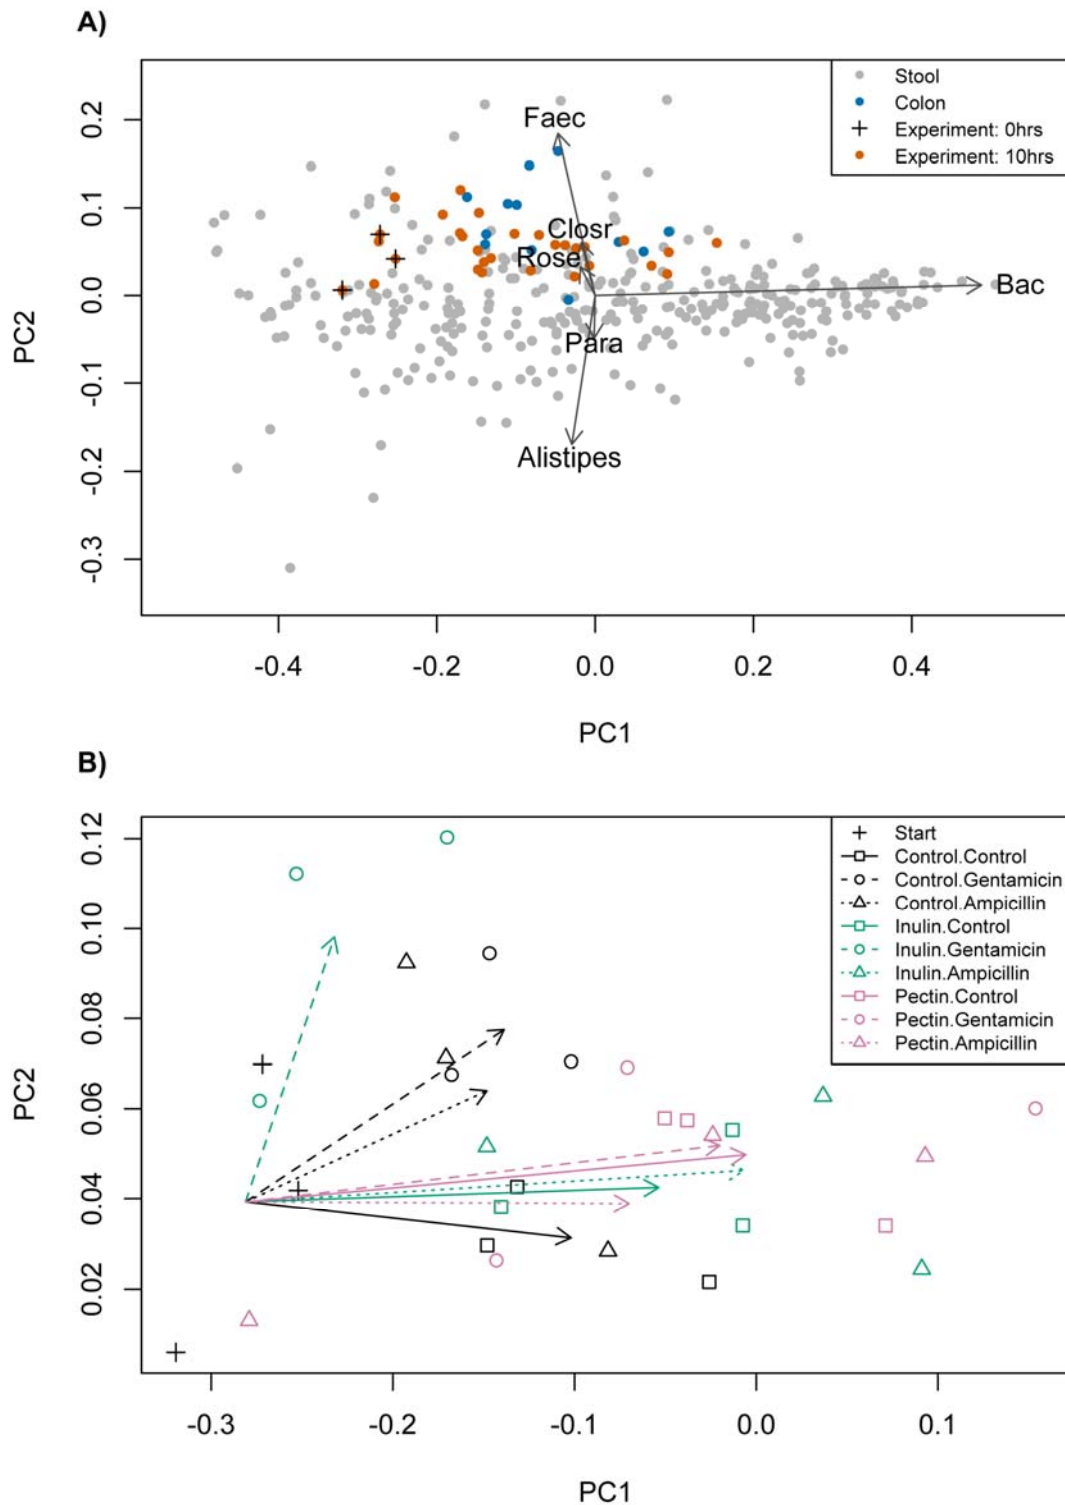 A)
0.2
0.1
0.0
-0.1
-0.2
-0.3
PC2
Stool
Colon
Experiment: 0hrs
Experiment: 10hrs
Faec
Closr
Rose
Bac
Para
Alistipes
-0.4 -0.2 0.0 0.2 0.4
PC1
B)
0.12
0.10
0.08
0.06
0.04
0.02
PC2
Start
Control.Control
Control.Gentamicin
Control.Ampicillin
Inulin.Control
Inulin.Gentamicin
Inulin.Ampicillin
Pectin.Control
Pectin.Gentamicin
Pectin.Ampicillin
-0.3 -0.2 -0.1 0.0 0.1
PC1